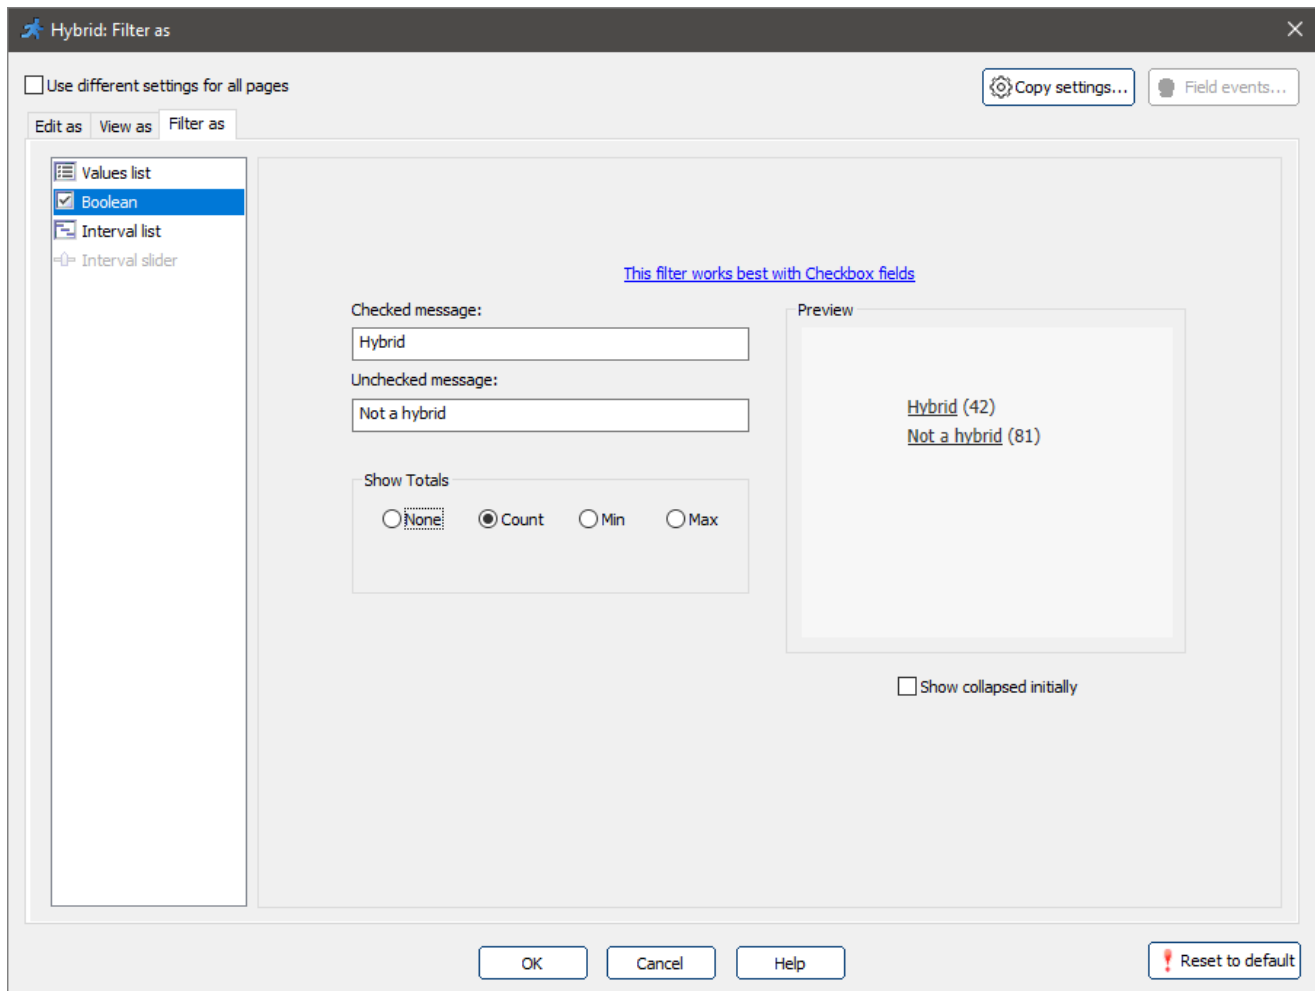 Hybrid: Filter as
Use different settings for all pages
Copy settings...
Field events...
Edit as View as Filter as
Values list
Boolean
Interval list
Interval slider
This filter works best with Checkbox fields
Checked message:
Hybrid
Unchecked message:
Not a hybrid
Show Totals
None Count Min Max
Preview
Hybrid (42)
Not a hybrid (81)
Show collapsed initially
OK Cancel Help
Reset to default